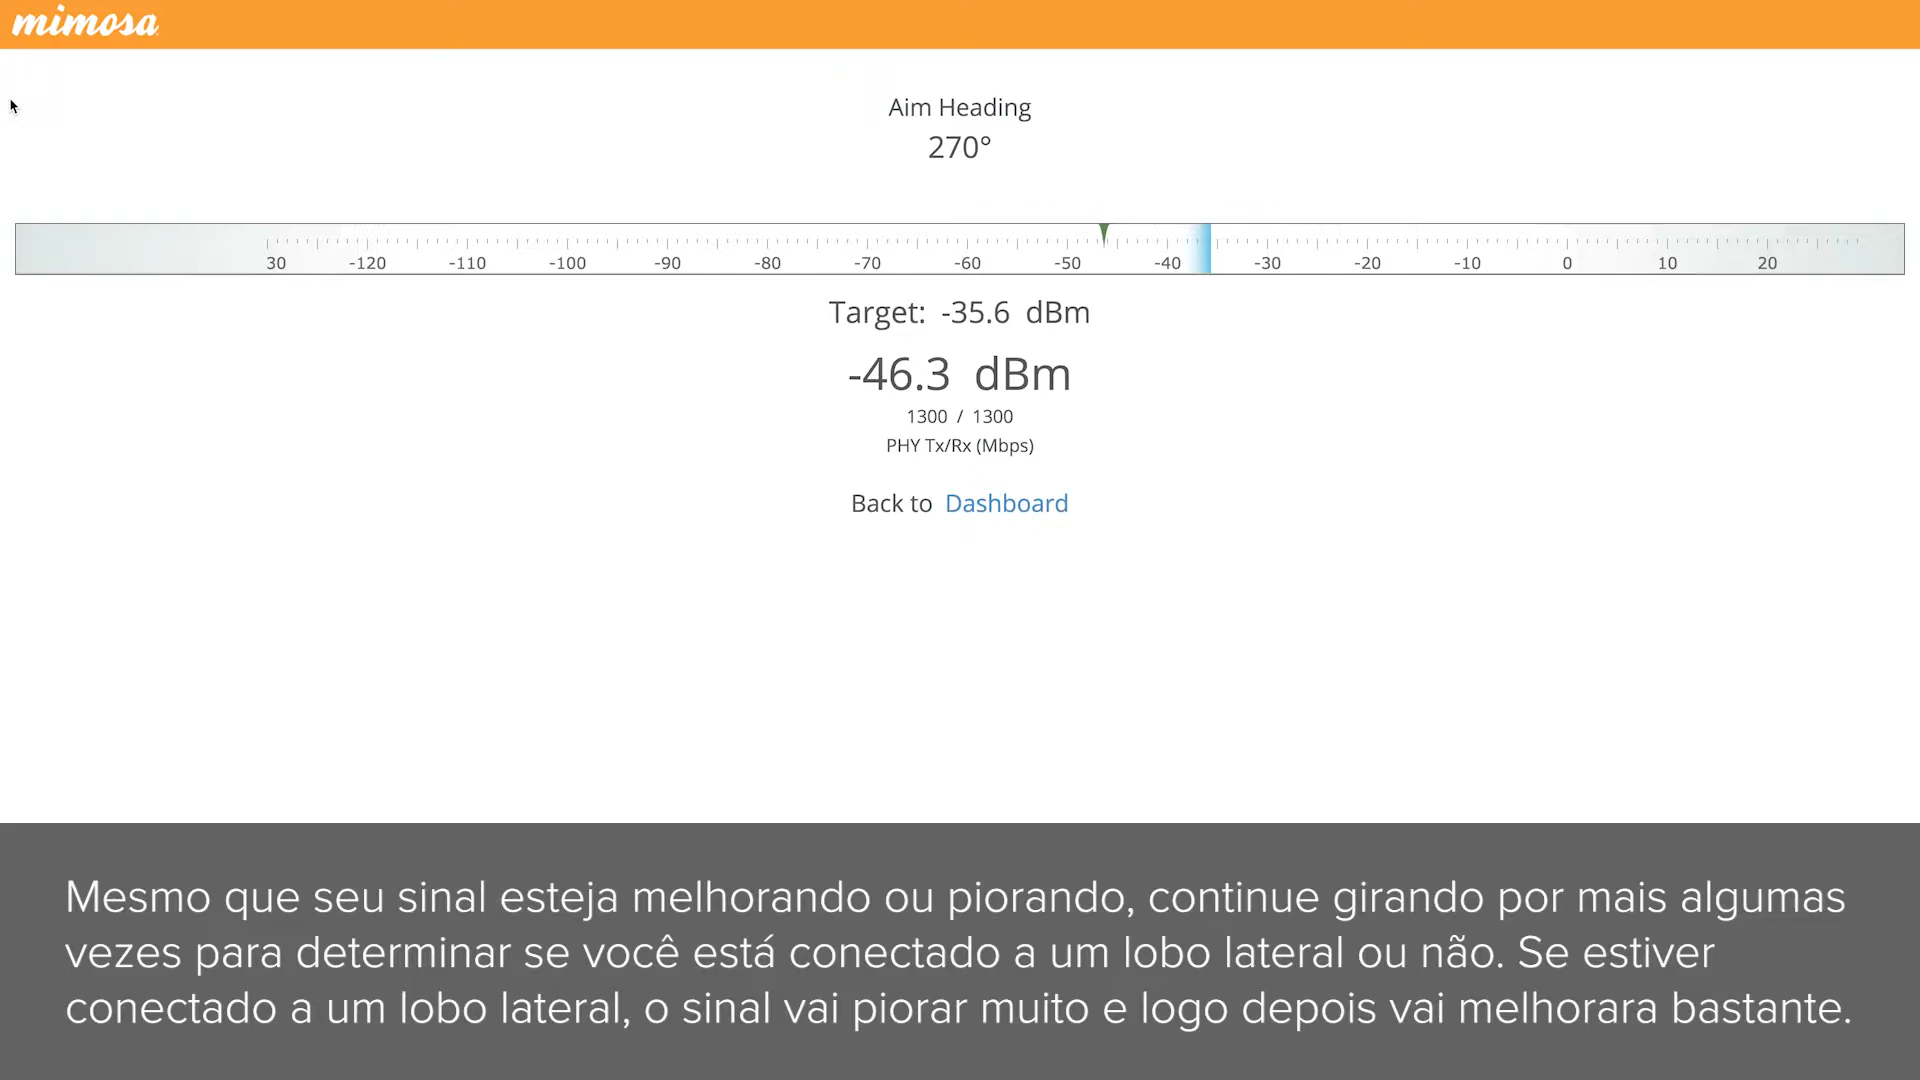 mimosa
Aim Heading
270°
30 -120 -110 -100 -90 -80 -70 -60 -50 -40 -30 -20 -10 0 10 20
Target: -35.6 dBm
-46.3 dBm
1300 / 1300
PHY Tx/Rx (Mbps)
Back to Dashboard
Mesmo que seu sinal esteja melhorando ou piorando, continue girando por mais algumas
vezes para determinar se você está conectado a um lobo lateral ou não. Se estiver
conectado a um lobo lateral, o sinal vai piorar muito e logo depois vai melhorara bastante.